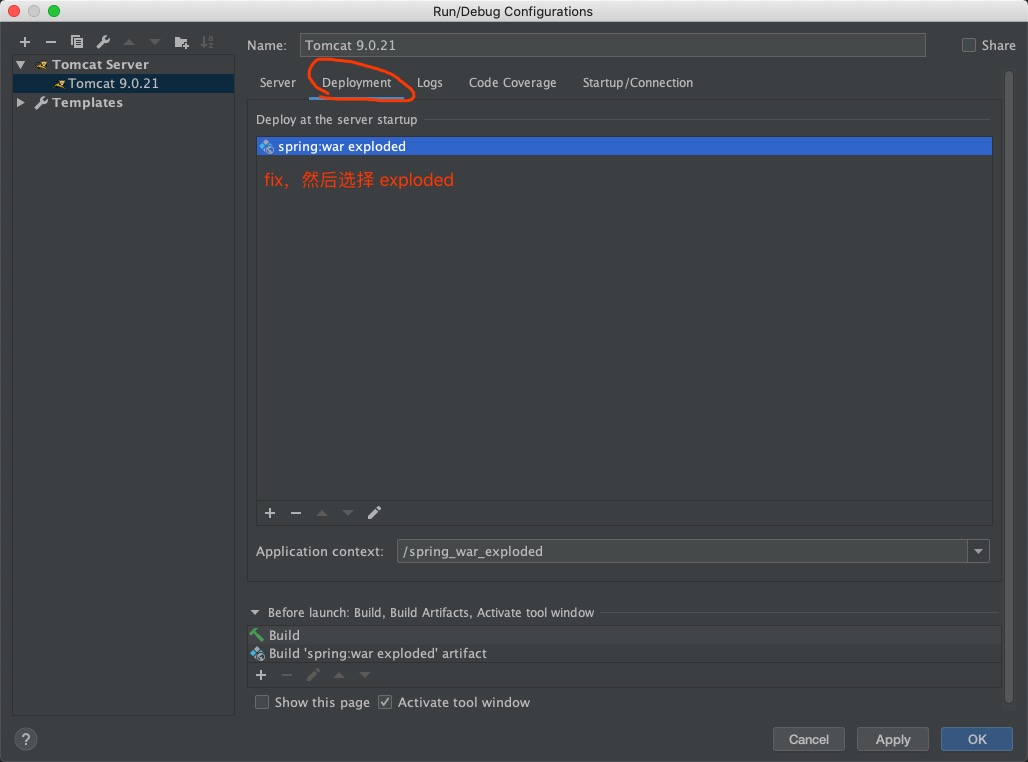 Run/Debug Configurations
Name: Tomcat 9.0.21 Share
Tomcat Server
Tomcat 9.0.21
Templates
Server Deployment Logs Code Coverage Startup/Connection
Deploy at the server startup
spring:war exploded
fix，然后选择 exploded
Application context: /spring_war_exploded
Before launch: Build, Build Artifacts, Activate tool window
Build
Build 'spring:war exploded' artifact
Show this page Activate tool window
? Cancel Apply OK